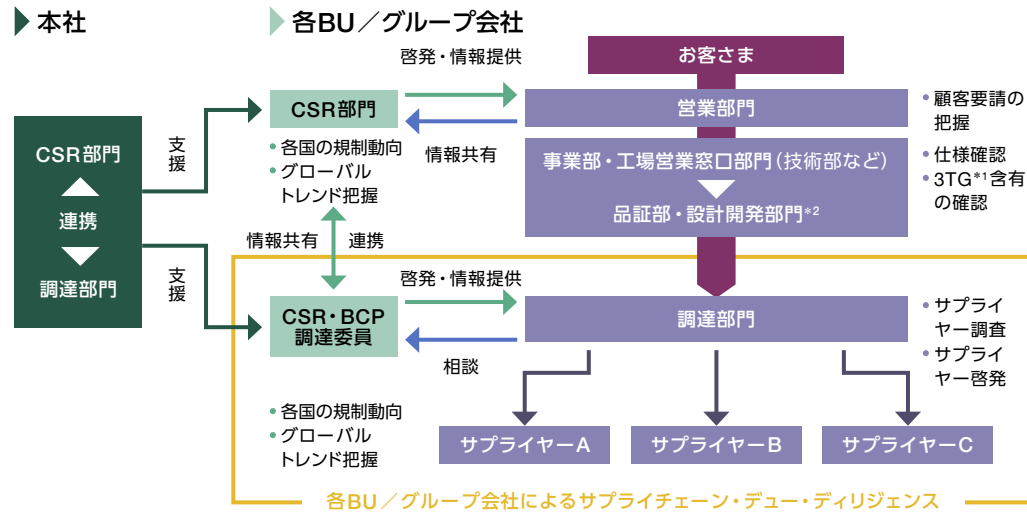 本社
各BU／グループ会社
CSR部門
連携
調達部門
支援
支援
CSR部門
・各国の規制動向
・グローバル
トレンド把握
啓発・情報提供
情報共有
お客さま
営業部門
事業部・工場営業窓口部門（技術部など）
品証部・設計開発部門*2
・顧客要請の
把握
・仕様確認
・3TG*1含有
の確認
情報共有 連携
CSR・BCP
調達委員
・各国の規制動向
・グローバル
トレンド把握
啓発・情報提供
相談
調達部門
・サプライ
ヤー調査
・サプライ
ヤー啓発
サプライヤーA サプライヤーB サプライヤーC
各BU／グループ会社によるサプライチェーン・デュー・ディリジェンス